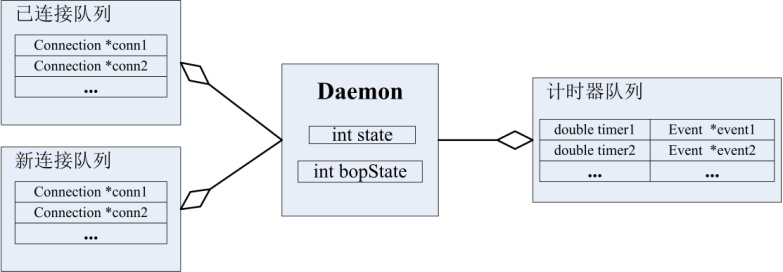 已连接队列
Connection *conn1
Connection *conn2
...
新连接队列
Connection *conn1
Connection *conn2
...
Daemon
int state
int bopState
计时器队列
double timer1 Event *event1
double timer2 Event *event2
... ...